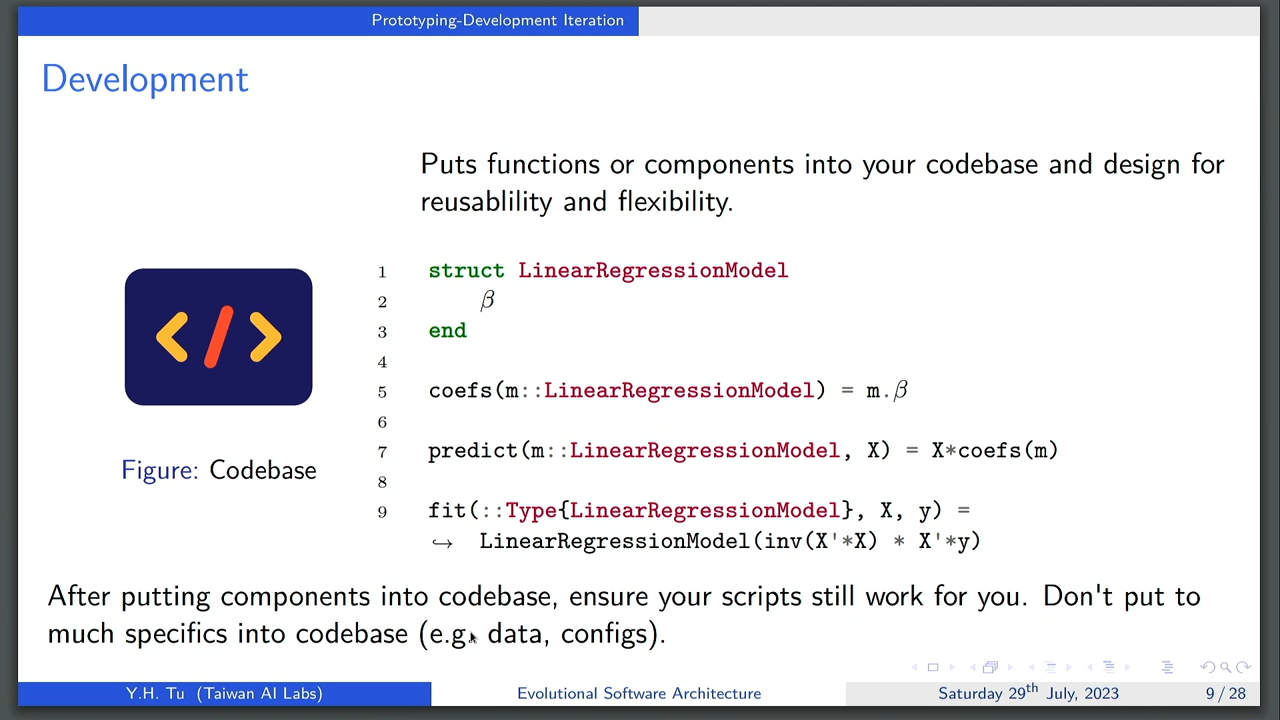 Prototyping-Development Iteration
Development
Puts functions or components into your codebase and design for
reusablility and flexibility.
1 struct LinearRegressionModel
2 β
3 end
4
5 coefs(m::LinearRegressionModel) = m.β
6
7 predict(m::LinearRegressionModel, X) = X*coefs(m)
8
9 fit(::Type{LinearRegressionModel}, X, y) =
↪ LinearRegressionModel(inv(X'*X) * X'*y)
Figure: Codebase
After putting components into codebase, ensure your scripts still work for you. Don't put to
much specifics into codebase (e.g. data, configs).
Y.H. Tu (Taiwan AI Labs)
Evolutional Software Architecture
Saturday 29th July, 2023
9 / 28